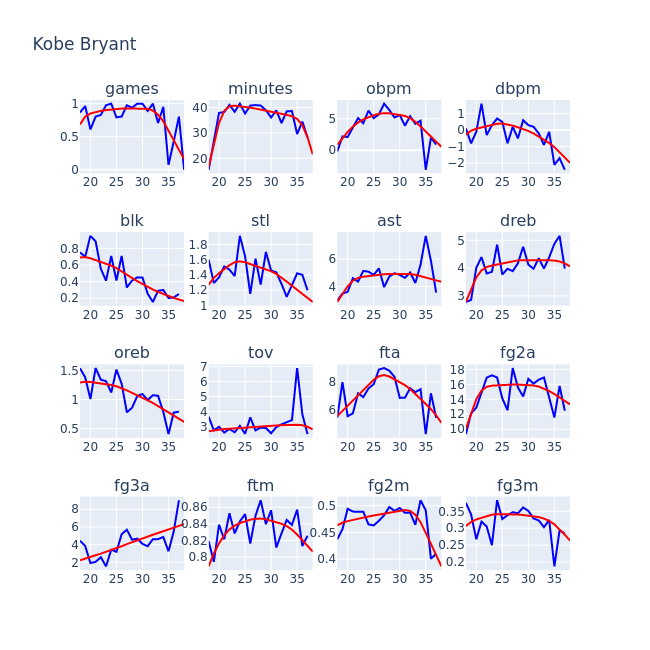 Kobe Bryant
games minutes obpm dbpm
1 0.5 0 40 30 20 5 0 1 0 −1 −2
20 25 30 35 20 25 30 35 20 25 30 35 20 25 30 35
blk stl ast dreb
0.8 0.6 0.4 0.2 1.8 1.6 1.4 1.2 1 6 4 5 4 3
20 25 30 35 20 25 30 35 20 25 30 35 20 25 30 35
oreb tov fta fg2a
1.5 1 0.5 7 6 5 4 3 8 6 18 16 14 12 10
20 25 30 35 20 25 30 35 20 25 30 35 20 25 30 35
fg3a ftm fg2m fg3m
8 6 4 2 0.86 0.84 0.82 0.8 0.5 0.45 0.4 0.35 0.3 0.25 0.2
20 25 30 35 20 25 30 35 20 25 30 35 20 25 30 35